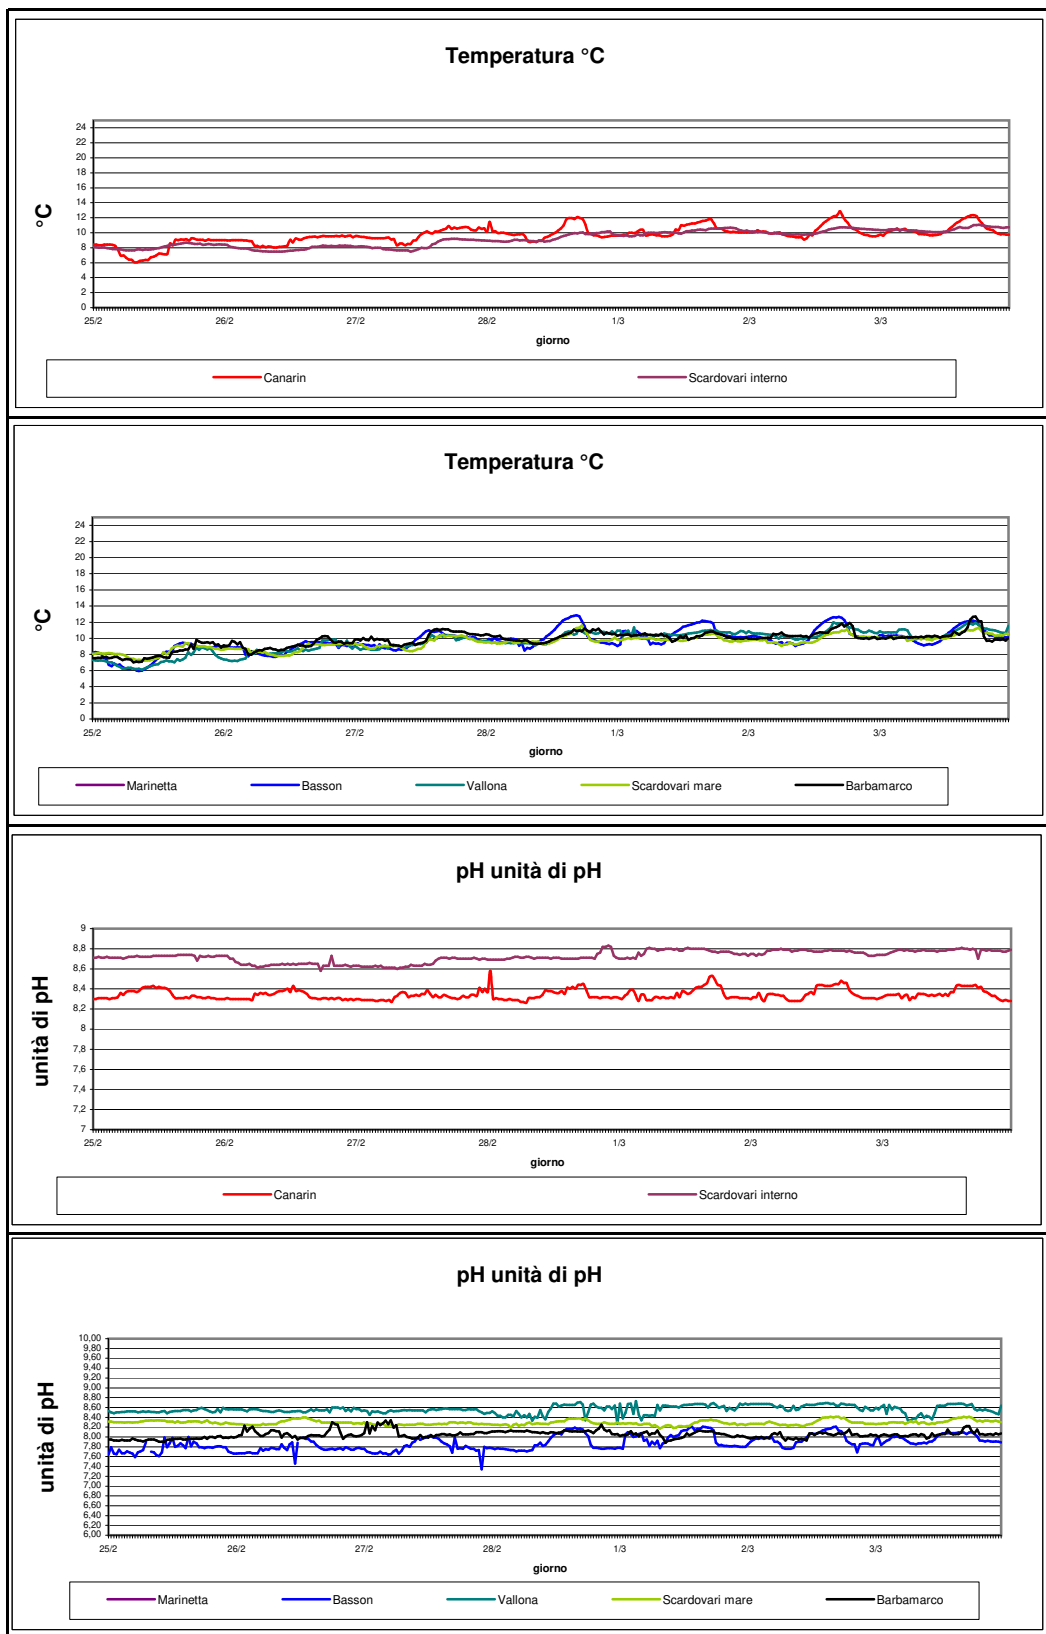 Temperatura °C
°C
24
22
20
18
16
14
12
10
8
6
4
2
0
25/2 26/2 27/2 28/2 1/3 2/3 3/3
giorno
Canarin Scardovari interno
Temperatura °C
°C
24
22
20
18
16
14
12
10
8
6
4
2
0
25/2 26/2 27/2 28/2 1/3 2/3 3/3
giorno
Marinetta Basson Vallona Scardovari mare Barbamarco
pH unità di pH
unità di pH
9
8,8
8,6
8,4
8,2
8
7,8
7,6
7,4
7,2
7
25/2 26/2 27/2 28/2 1/3 2/3 3/3
giorno
Canarin Scardovari interno
pH unità di pH
unità di pH
10,00
9,80
9,60
9,40
9,20
9,00
8,80
8,60
8,40
8,20
8,00
7,80
7,60
7,40
7,20
7,00
6,80
6,60
6,40
6,20
6,00
25/2 26/2 27/2 28/2 1/3 2/3 3/3
giorno
Marinetta Basson Vallona Scardovari mare Barbamarco